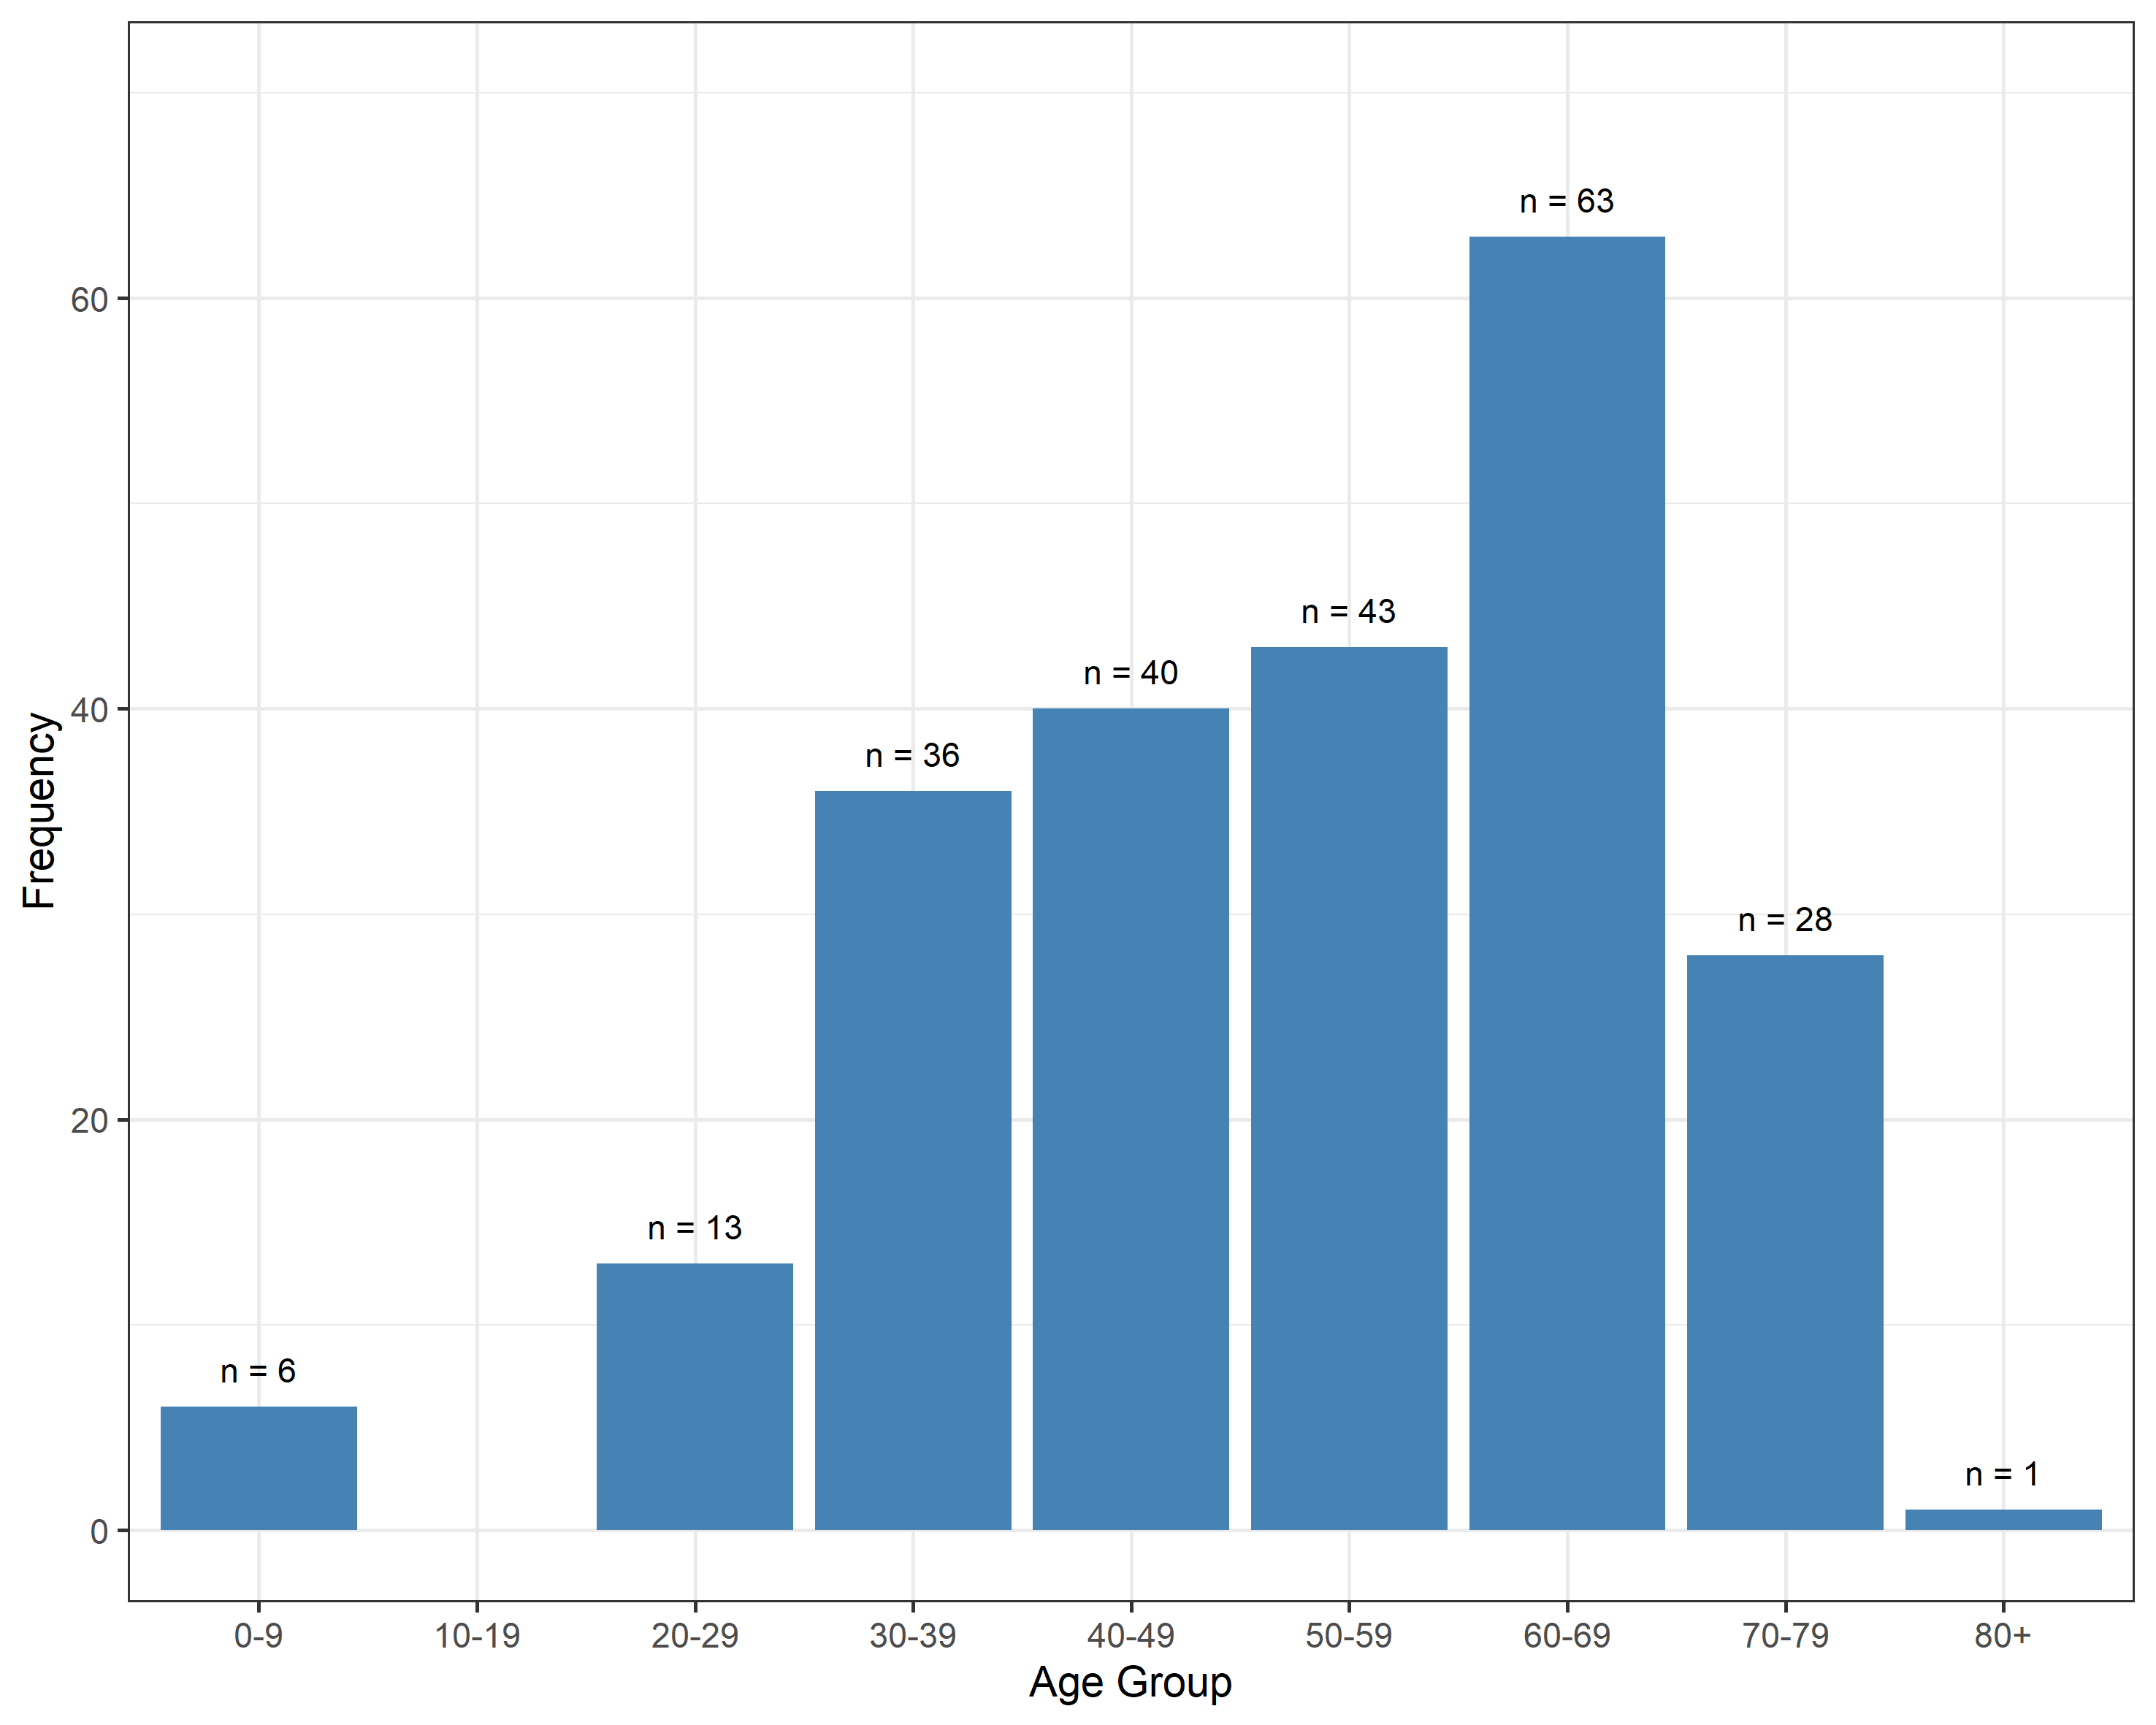 n = 63
60
n = 43
n = 40
40
n = 36
n = 28
20
n = 13
n = 6
n = 1
0
Frequency
0-9 10-19 20-29 30-39 40-49 50-59 60-69 70-79 80+
Age Group